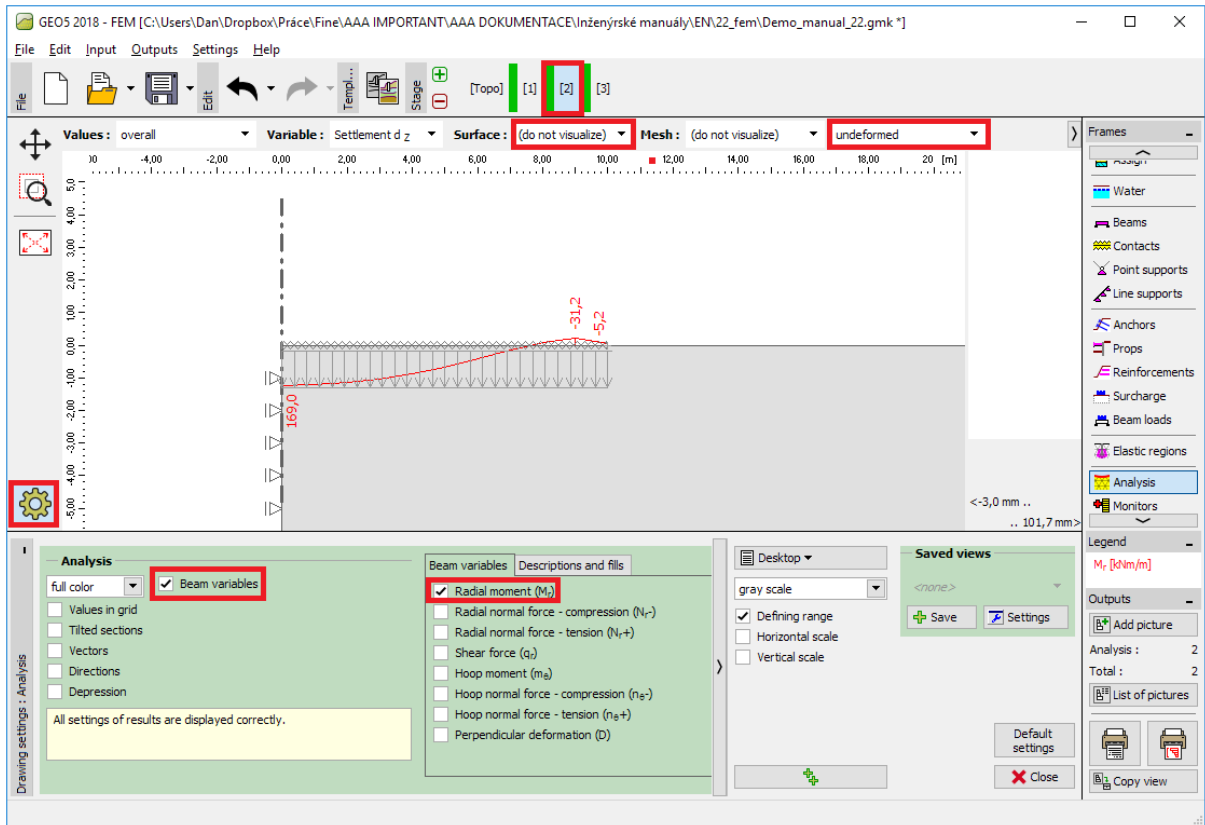 GEO5 2018 - FEM [C:\Users\Dan\Dropbox\Práce\Fine\AAA IMPORTANT\AAA DOKUMENTACE\Inženýrské manuály\EN\22_fem\Demo_manual_22.gmk *]
File Edit Input Outputs Settings Help
File Edit Templ... Stage [Topo] [1] [2] [3]
Values : overall Variable : Settlement d z Surface : (do not visualize) Mesh : (do not visualize) undeformed
-4,00 -2,00 0,00 2,00 4,00 6,00 8,00 10,00 12,00 14,00 16,00 18,00 20 [m]
5,0
4,00
3,00
2,00
1,00
0,00
-1,00
-2,00
-3,00
-4,00
-5,00
-31,2
-5,2
169,0
<-3,0 mm ..
.. 101,7 mm>
Frames
Assign
Water
Beams
Contacts
Point supports
Line supports
Anchors
Props
Reinforcements
Surcharge
Beam loads
Elastic regions
Analysis
Monitors
Legend
Mr [kNm/m]
Outputs
Add picture
Analysis : 2
Total : 2
List of pictures
Copy view
Drawing settings : Analysis
Analysis
full color Beam variables
Values in grid
Tilted sections
Vectors
Directions
Depression
All settings of results are displayed correctly.
Beam variables Descriptions and fills
Radial moment (Mr)
Radial normal force - compression (Nr-)
Radial normal force - tension (Nr+)
Shear force (qr)
Hoop moment (mθ)
Hoop normal force - compression (nθ-)
Hoop normal force - tension (nθ+)
Perpendicular deformation (D)
Desktop
gray scale
Defining range
Horizontal scale
Vertical scale
Saved views
<none>
Save Settings
Default
settings
Close